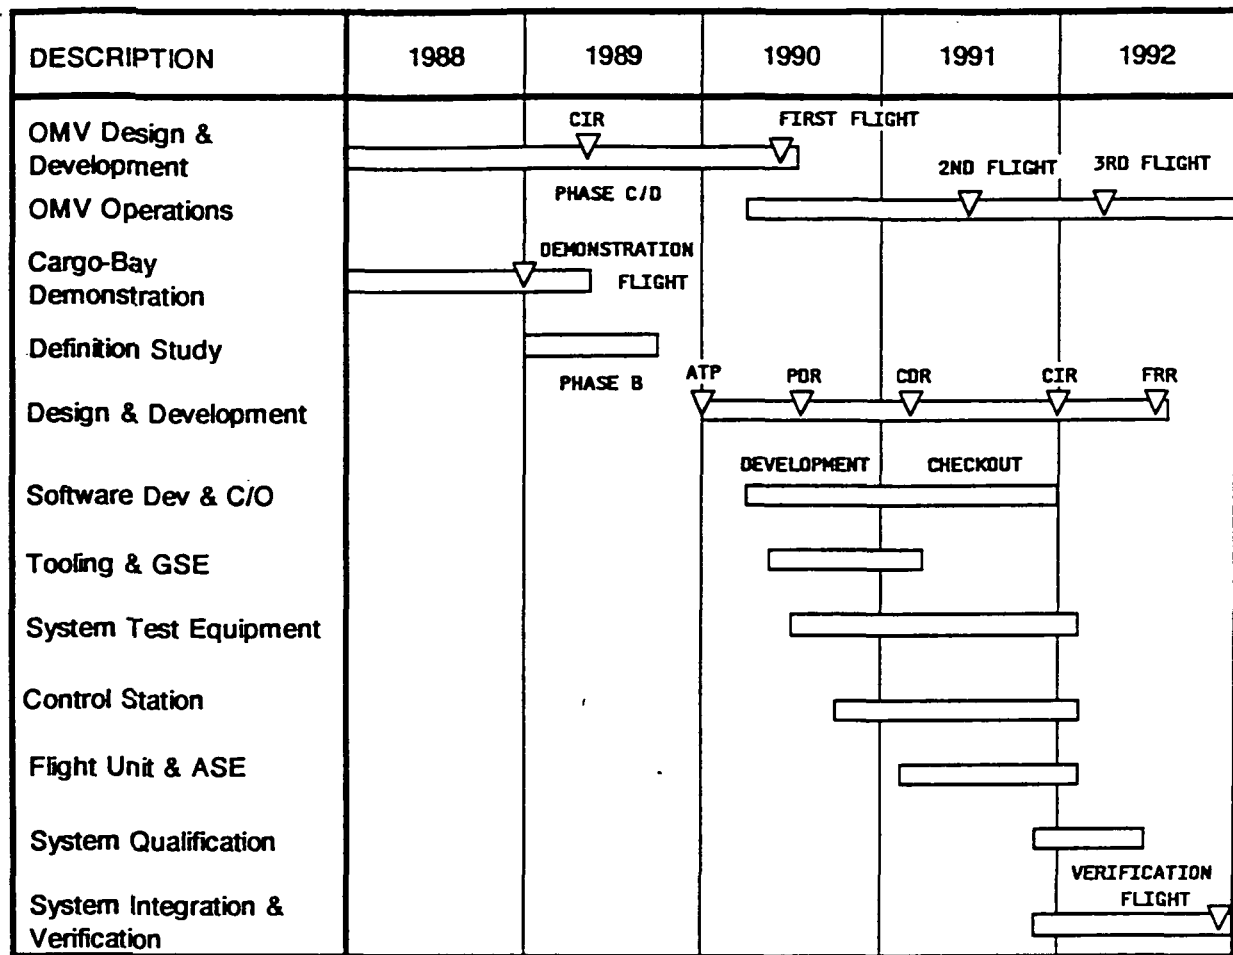 DESCRIPTION 1988 1989 1990 1991 1992
CIR FIRST FLIGHT
OMV Design &
Development
PHASE C/D 2ND FLIGHT 3RD FLIGHT
OMV Operations
DEMONSTRATION
Cargo-Bay
FLIGHT
Demonstration
Definition Study
PHASE B ATP PDR CDR CIR FRR
Design & Development
DEVELOPMENT CHECKOUT
Software Dev & C/O
Tooling & GSE
System Test Equipment
Control Station
Flight Unit & ASE
System Qualification
VERIFICATION
FLIGHT
System Integration &
Verification